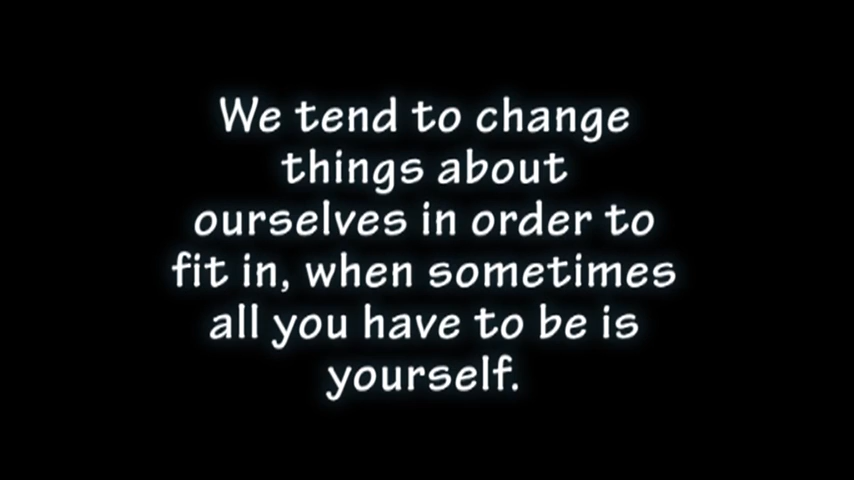 We tend to change
things about
ourselves in order to
fit in, when sometimes
all you have to be is
yourself.